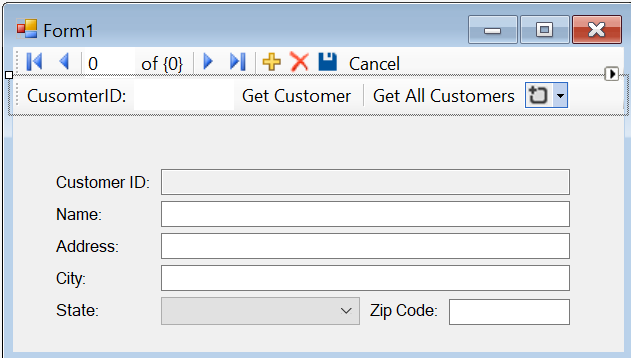 Form1
0 of {0} Cancel
CusomterID: Get Customer Get All Customers
Customer ID:
Name:
Address:
City:
State: Zip Code: